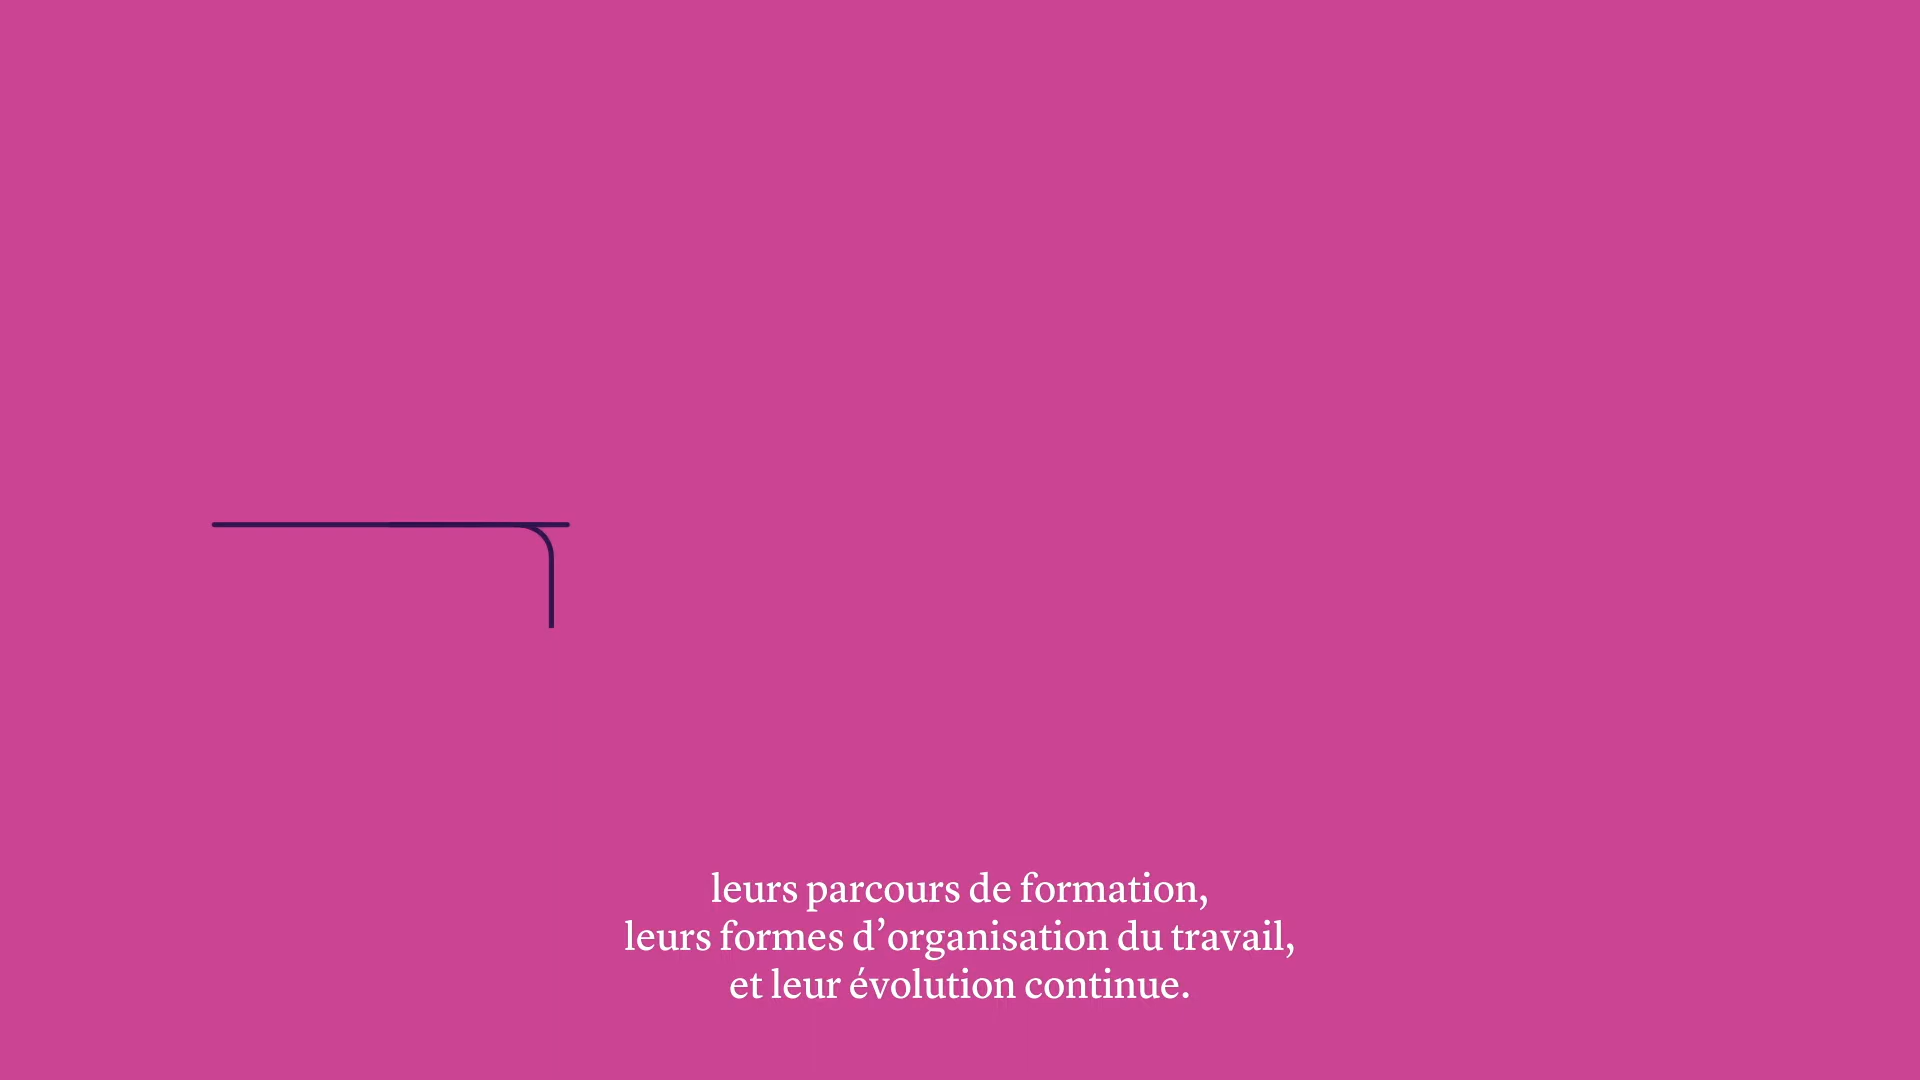 leurs parcours de formation,
leurs formes d’organisation du travail,
et leur évolution continue.